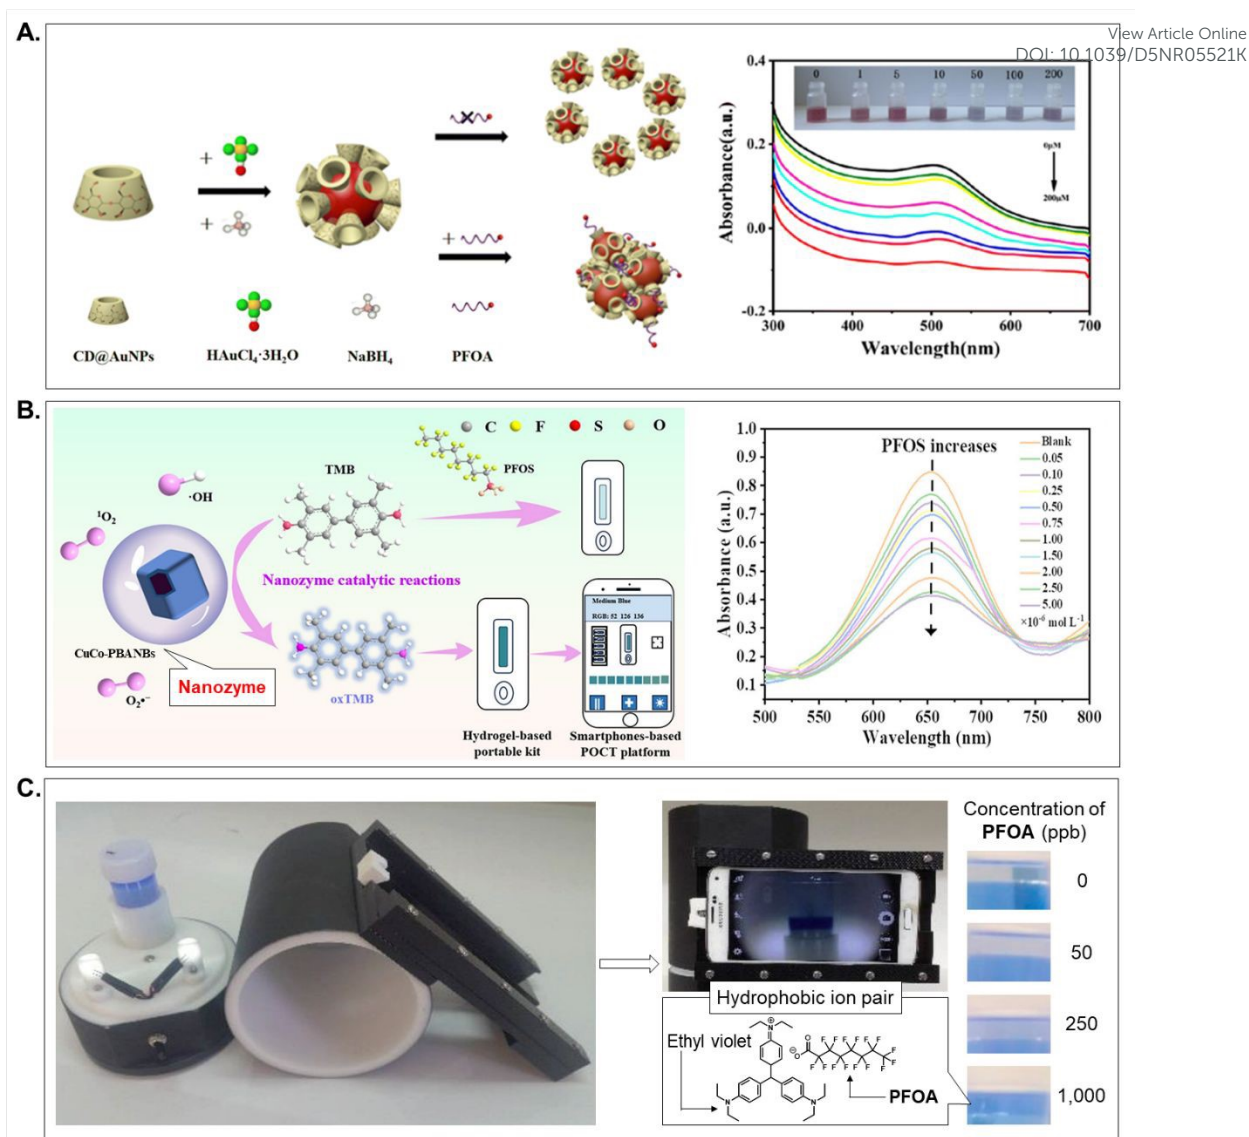 View Article Online
DOI: 10.1039/D5NR05521K
A.
CD@AuNPs
HAuCl₄·3H₂O
NaBH₄
PFOA
+
+
+
0 1 5 10 50 100 200
0μM
200μM
Absorbance(a.u.)
0.4
0.2
0.0
-0.2
300 400 500 600 700
Wavelength(nm)
B.
C F S O
PFOS
TMB
·OH
¹O₂
Nanozyme catalytic reactions
CuCo-PBANBs
Nanozyme
O₂•⁻
oxTMB
Medium Blue
RGB: 52 126 136
Hydrogel-based
portable kit
Smartphones-based
POCT platform
PFOS increases
Blank
0.05
0.10
0.25
0.50
0.75
1.00
1.50
2.00
2.50
5.00
×10⁻⁶ mol L⁻¹
Absorbance (a.u.)
1.0
0.9
0.8
0.7
0.6
0.5
0.4
0.3
0.2
0.1
500 550 600 650 700 750 800
Wavelength (nm)
C.
Concentration of
PFOA (ppb)
0
50
250
1,000
Hydrophobic ion pair
Ethyl violet
PFOA